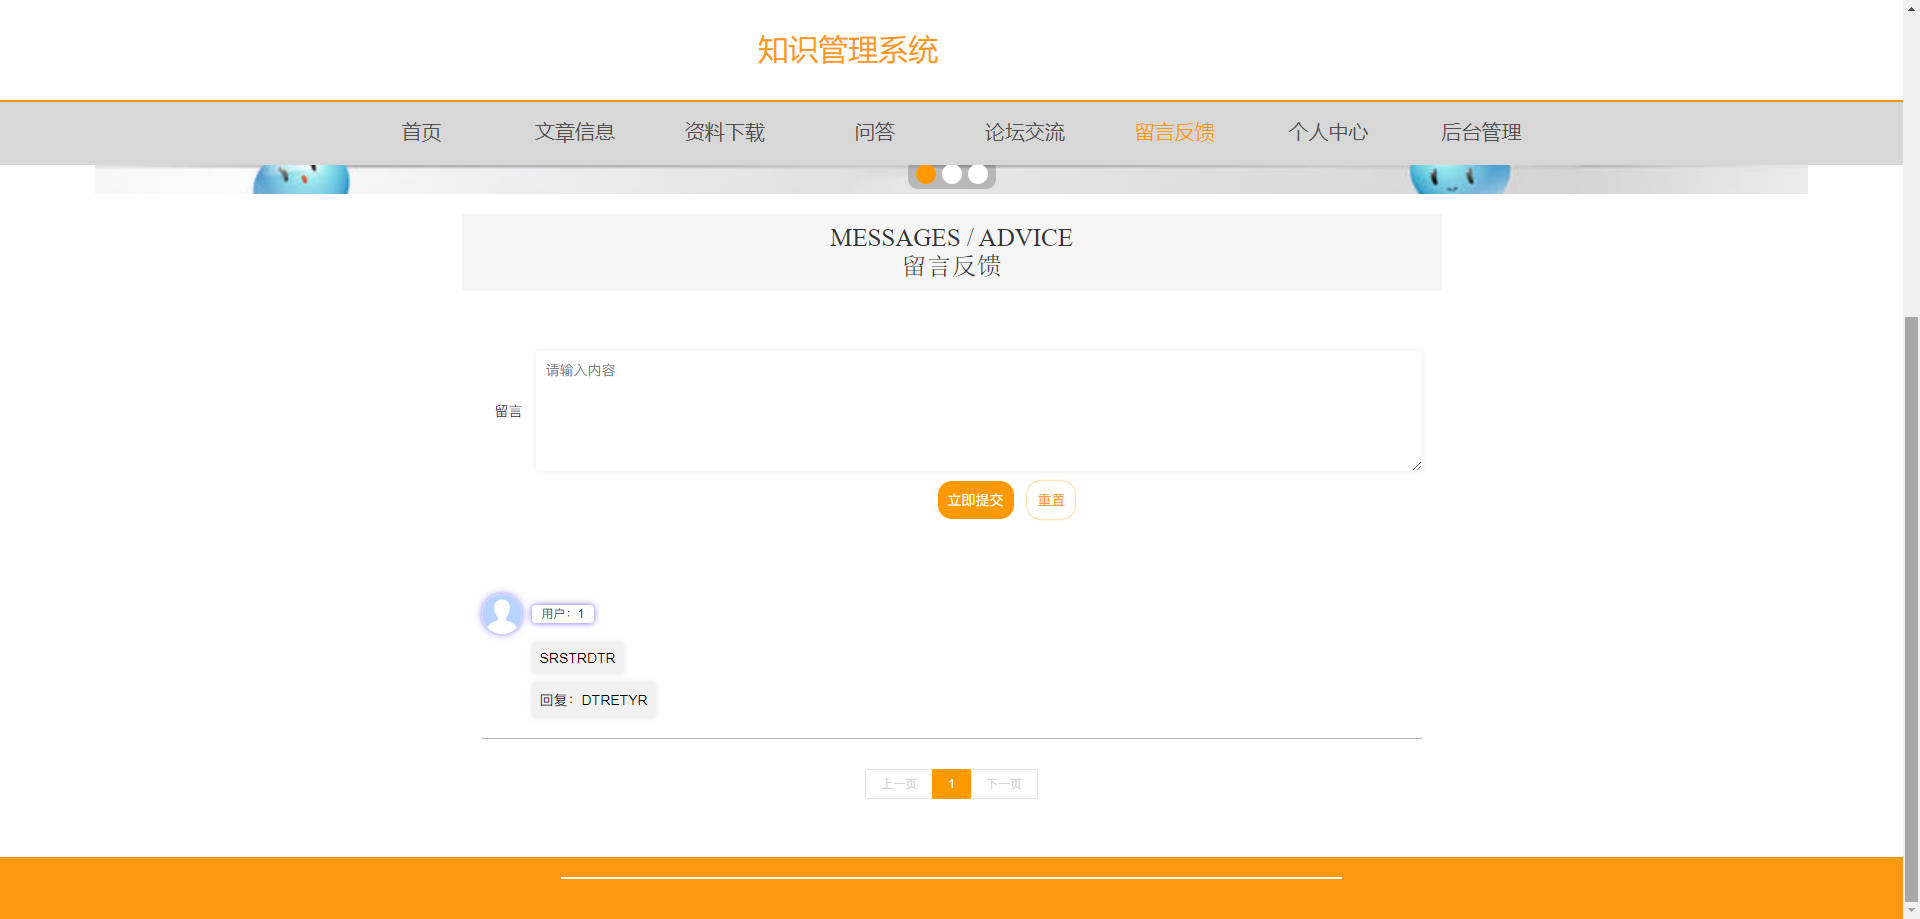 知识管理系统
首页 文章信息 资料下载 问答 论坛交流 留言反馈 个人中心 后台管理
MESSAGES / ADVICE
留言反馈
请输入内容
留言
立即提交 重置
用户：1
SRSTRDTR
回复：DTRETYR
上一页 1 下一页